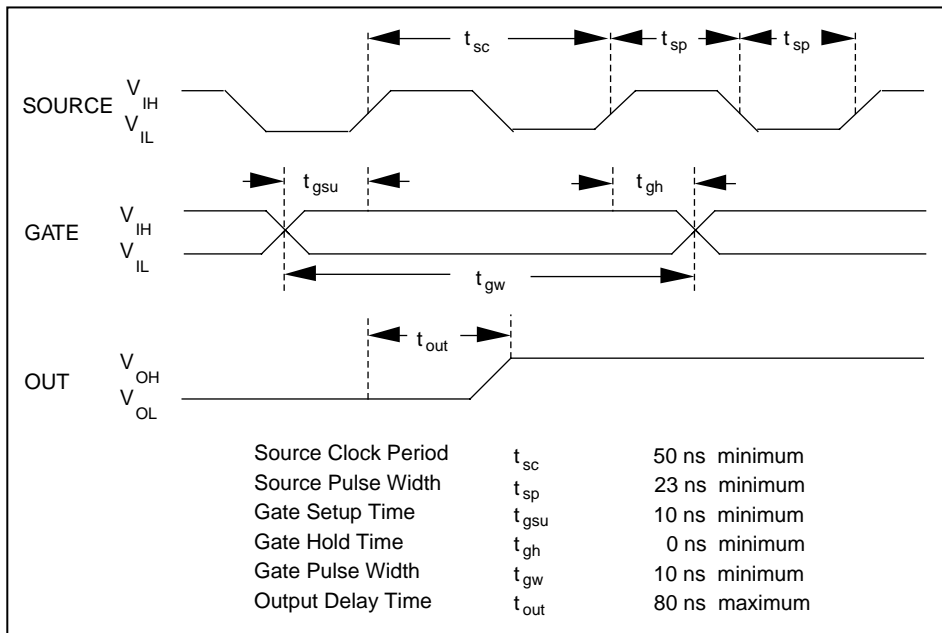 t sc t sp t sp
V IH
SOURCE
V IL
t gsu t gh
V IH
GATE
V IL
t gw
t out
V OH
OUT
V OL
Source Clock Period t sc 50 ns minimum
Source Pulse Width t sp 23 ns minimum
Gate Setup Time t gsu 10 ns minimum
Gate Hold Time t gh 0 ns minimum
Gate Pulse Width t gw 10 ns minimum
Output Delay Time t out 80 ns maximum